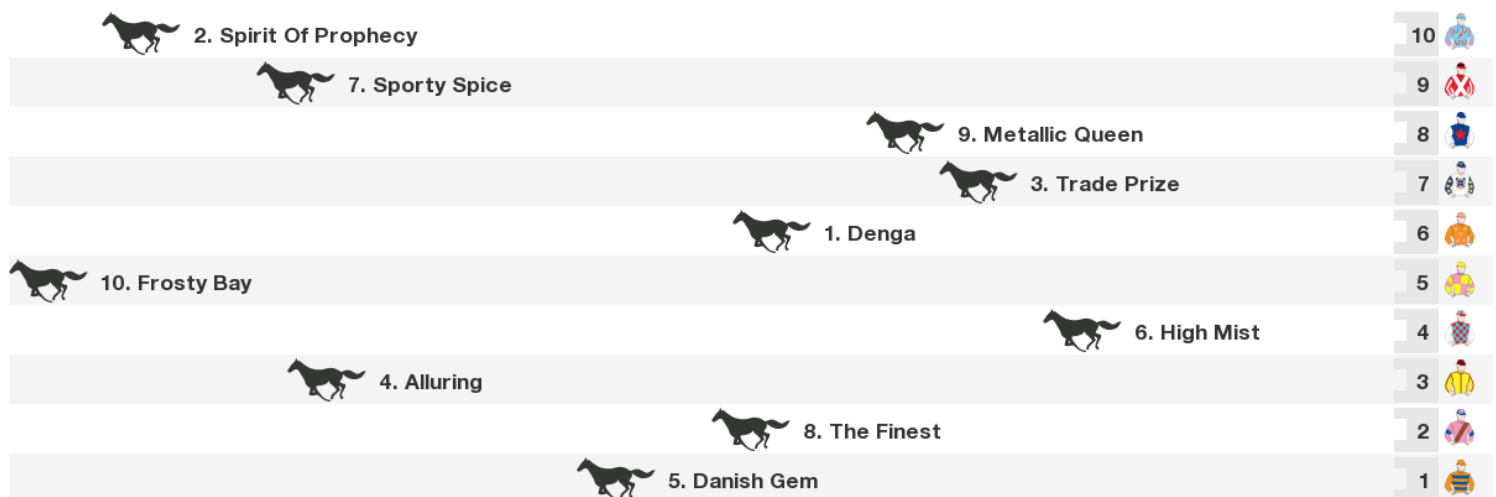 2. Spirit Of Prophecy 10
7. Sporty Spice 9
9. Metallic Queen 8
3. Trade Prize 7
1. Denga 6
10. Frosty Bay 5
6. High Mist 4
4. Alluring 3
8. The Finest 2
5. Danish Gem 1